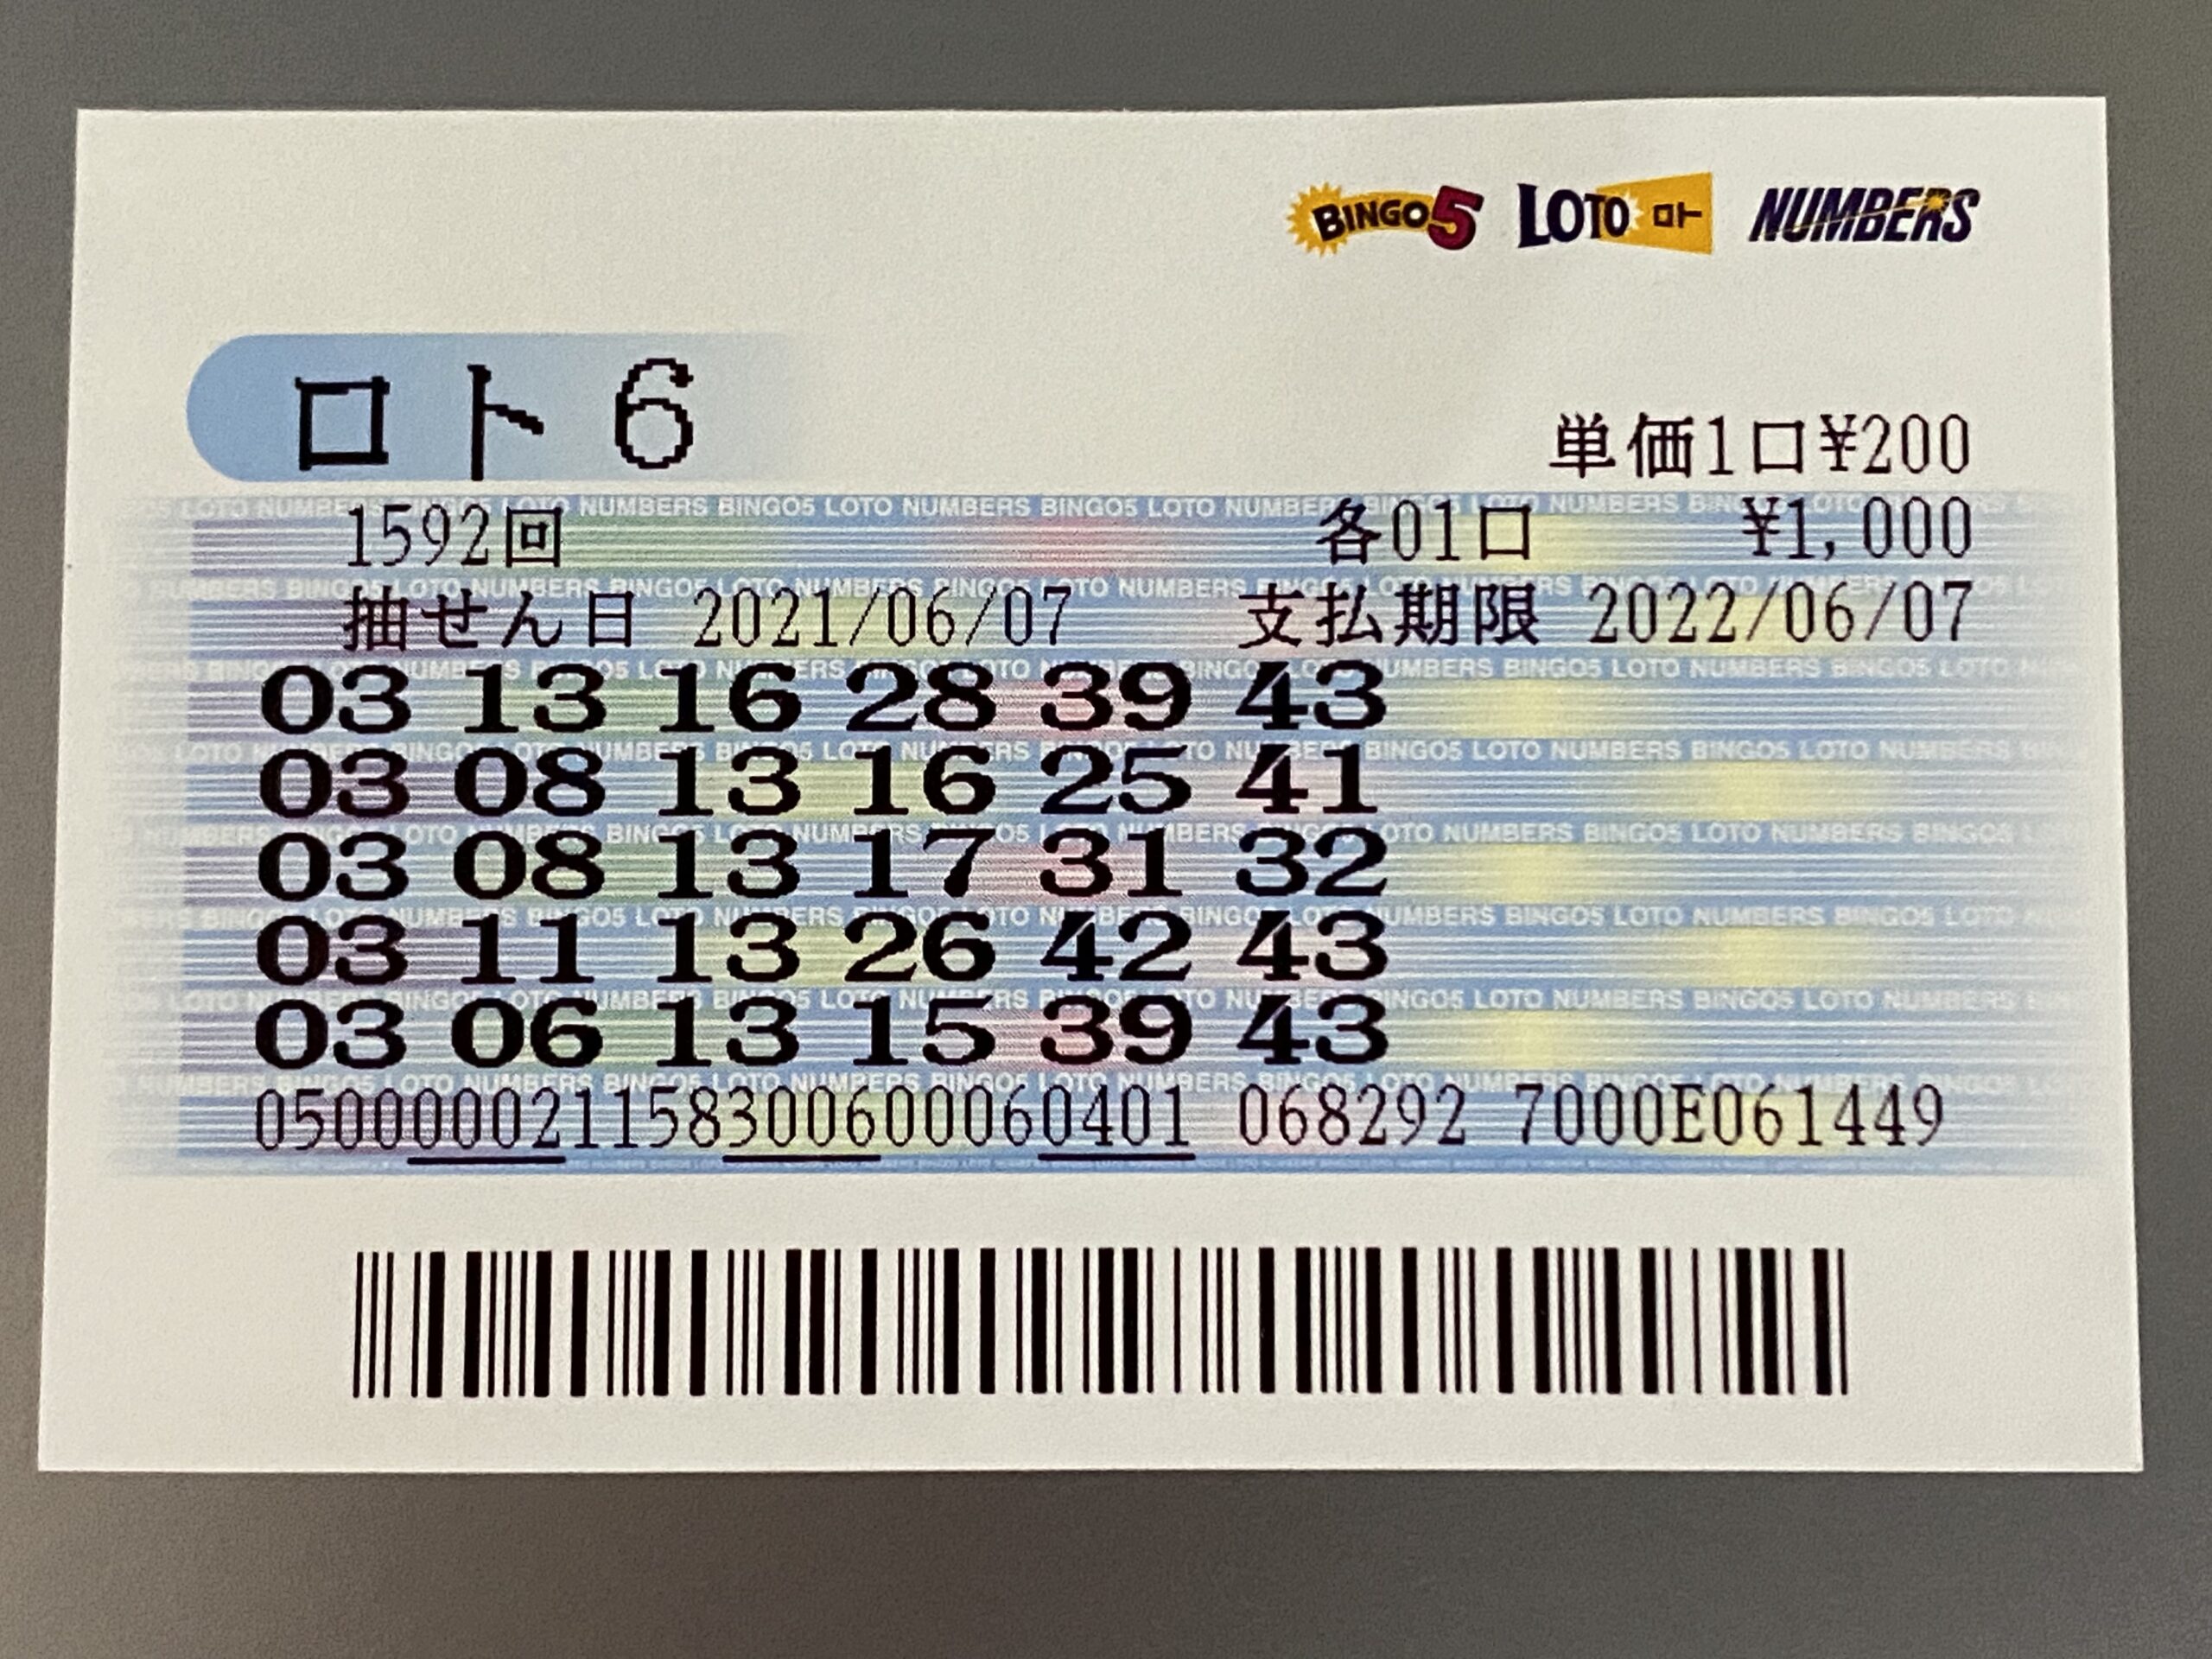 BINGO5 LOTO ロト NUMBERS
ロト6
単価1口¥200
1592回 各01口 ¥1,000
抽せん日 2021/06/07 支払期限 2022/06/07
03 13 16 28 39 43
03 08 13 16 25 41
03 08 13 17 31 32
03 11 13 26 42 43
03 06 13 15 39 43
050000021158300600060401 068292 7000E061449